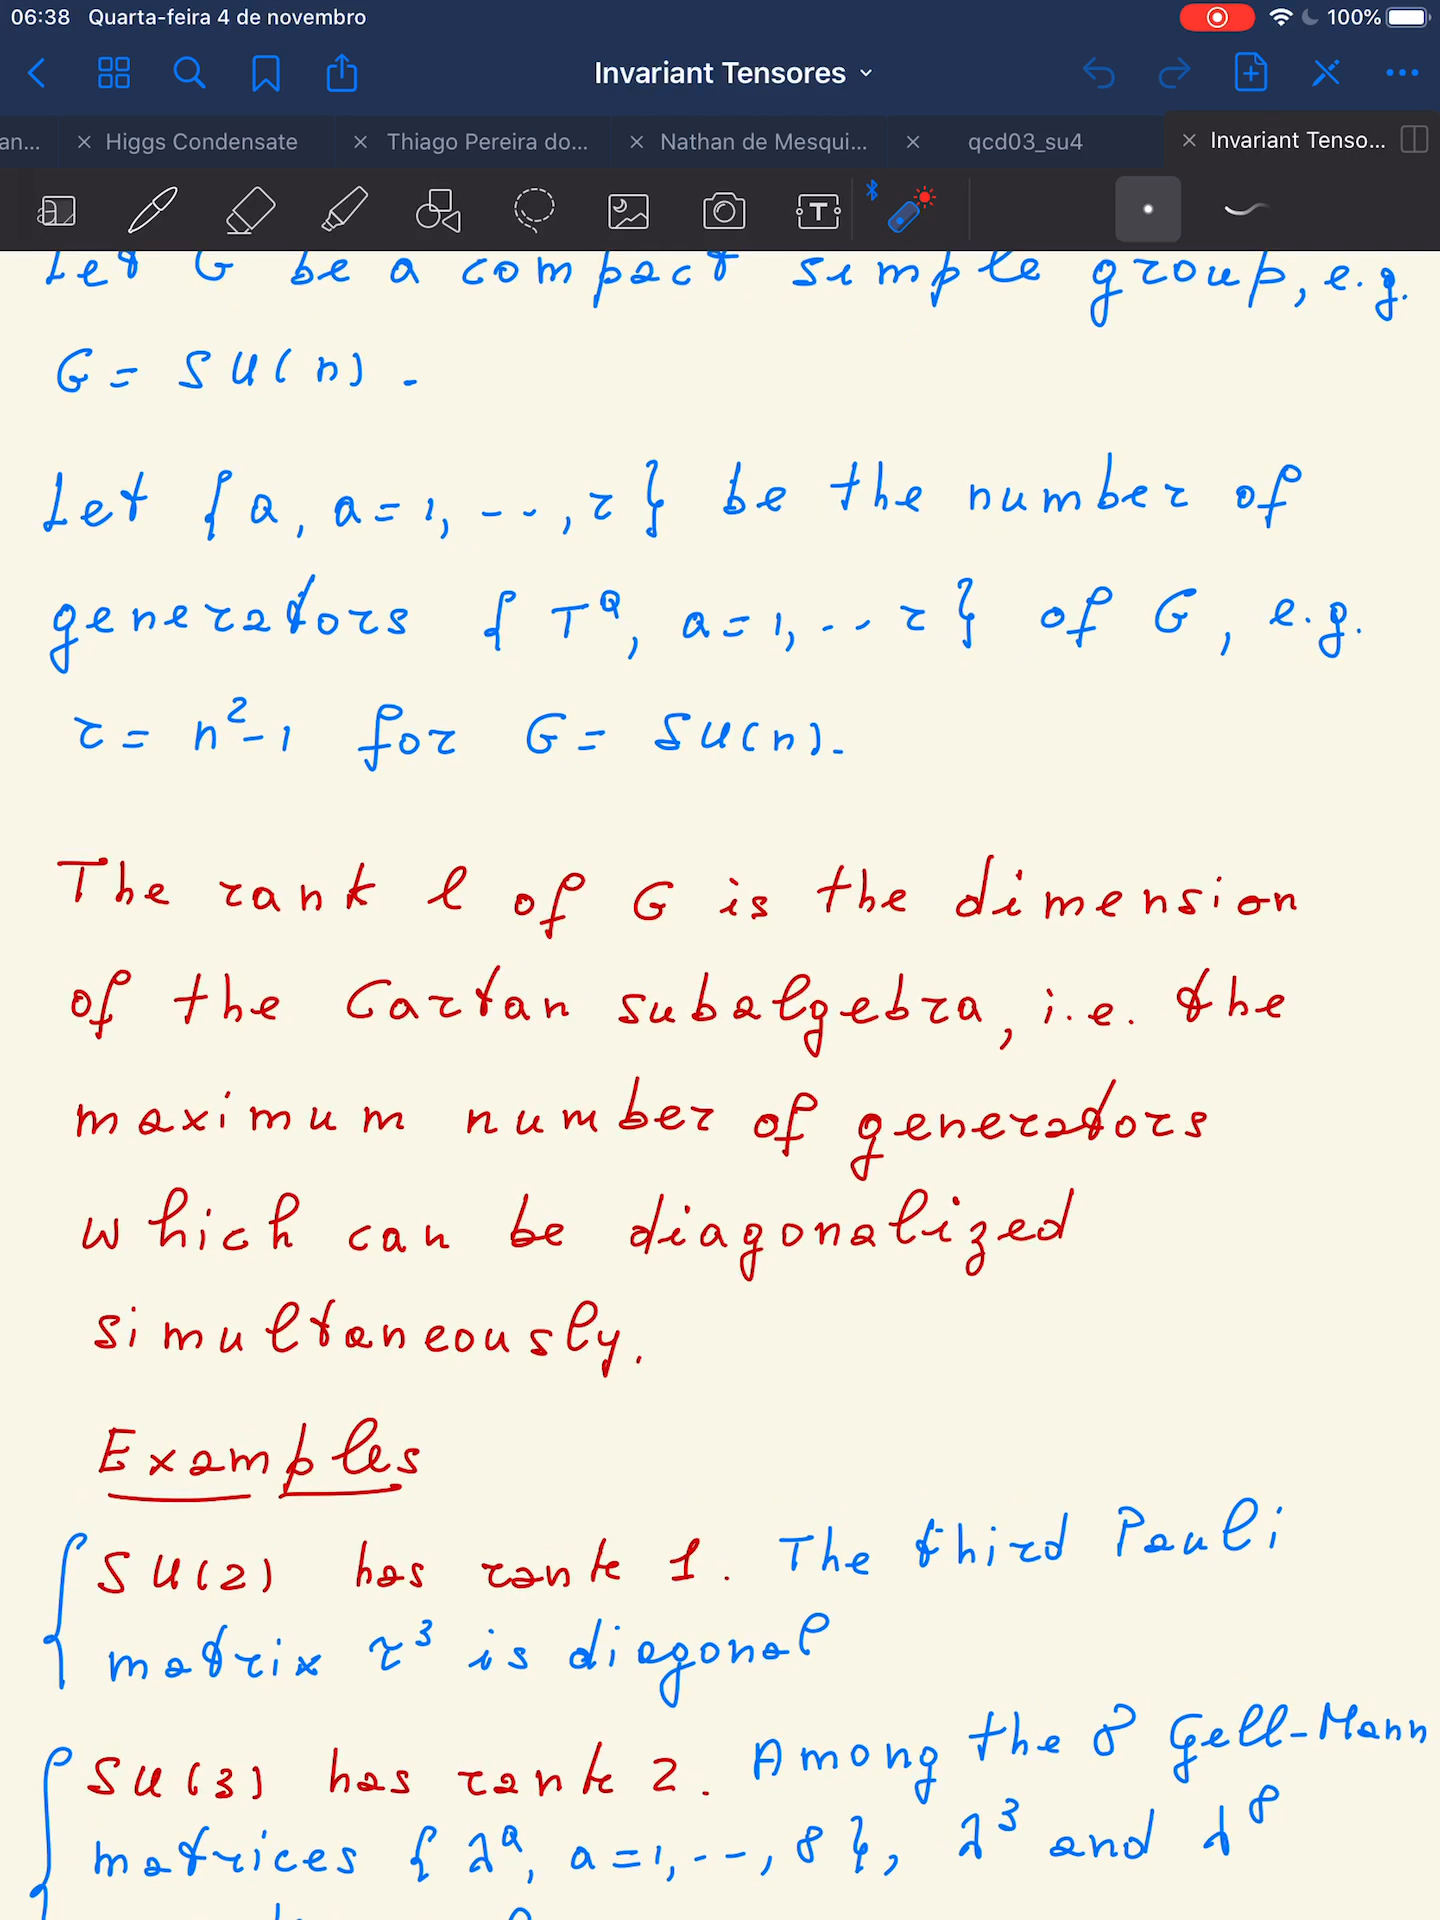 06:38 Quarta-feira 4 de novembro 100%
Invariant Tensores
an... × Higgs Condensate × Thiago Pereira do... × Nathan de Mesqui... × qcd03_su4 × Invariant Tenso...
Let G be a compact simple group, e.g.
G = SU(n).
Let {a, a=1, --, r} be the number of
generators {Tᵃ, a=1, -- r} of G, e.g.
r = n²-1 for G = SU(n).
The rank l of G is the dimension
of the Cartan subalgebra, i.e. the
maximum number of generators
which can be diagonalized
simultaneously.
Examples
SU(2) has rank 1. The third Pauli
matrix τ³ is diagonal
SU(3) has rank 2. Among the 8 Gell-Mann
matrices {λᵃ, a=1, --, 8}, λ³ and λ⁸